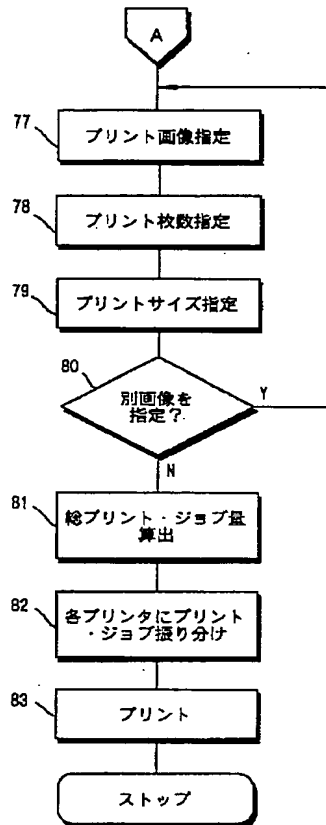 A
77
プリント画像指定
78
プリント枚数指定
79
プリントサイズ指定
80
別画像を
指定?
Y
N
81
総プリント・ジョブ量
算出
82
各プリンタにプリント
・ジョブ振り分け
83
プリント
ストップ